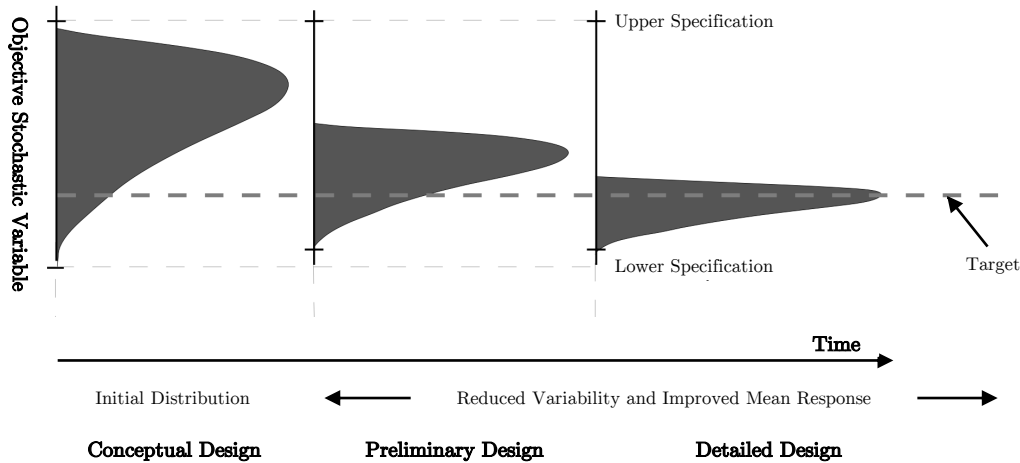 Objective Stochastic Variable
Upper Specification
Lower Specification
Target
Time
Initial Distribution
Reduced Variability and Improved Mean Response
Conceptual Design
Preliminary Design
Detailed Design